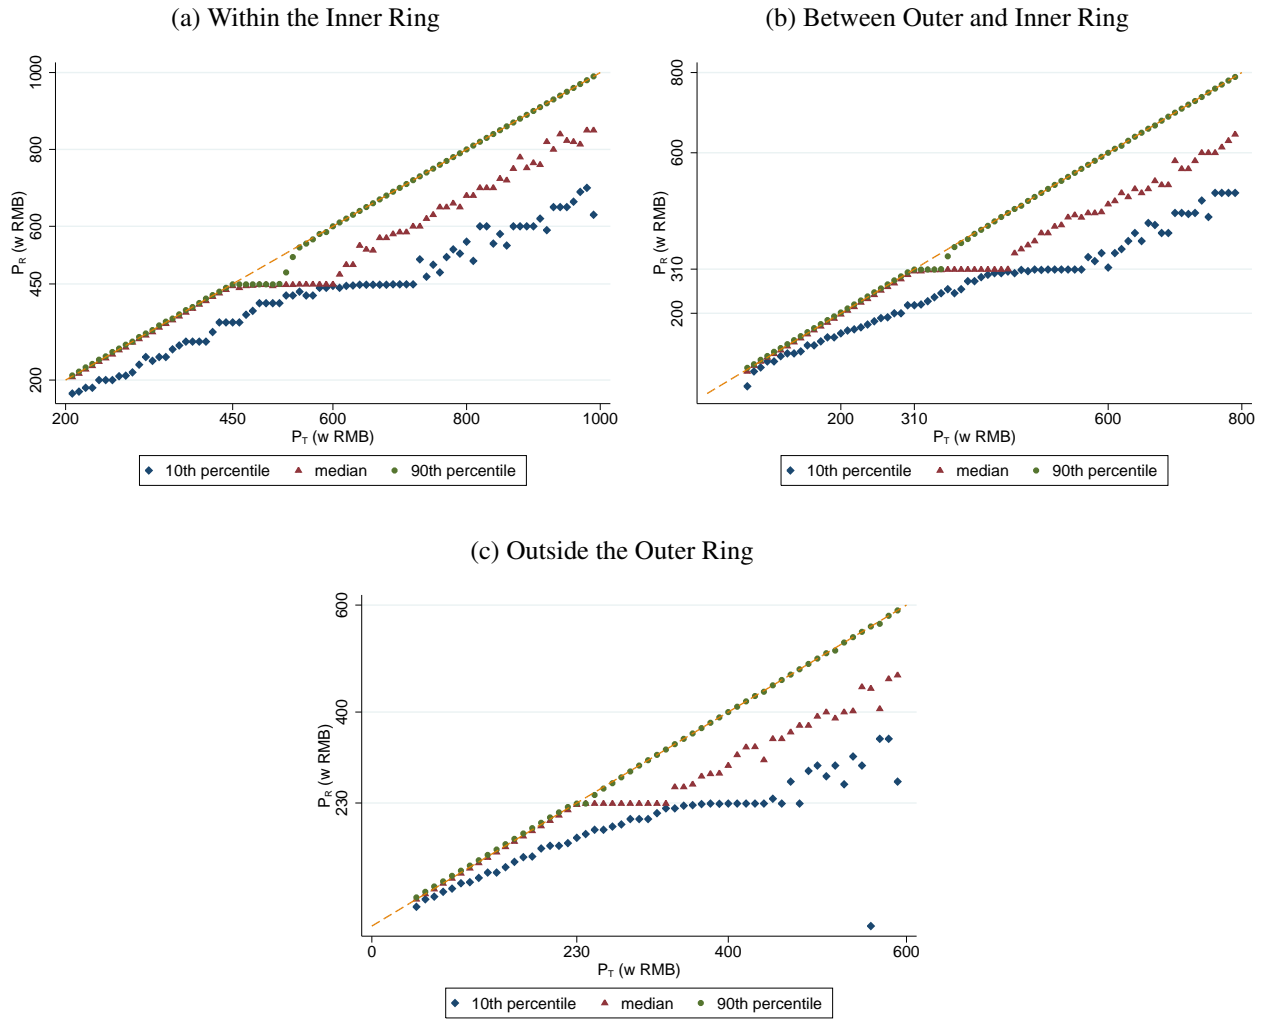 (a) Within the Inner Ring
P_R (w RMB)
1000
800
600
450
200
200 450 600 800 1000
P_T (w RMB)
10th percentile median 90th percentile
(b) Between Outer and Inner Ring
P_R (w RMB)
800
600
310
200
200 310 600 800
P_T (w RMB)
10th percentile median 90th percentile
(c) Outside the Outer Ring
P_R (w RMB)
600
400
230
0 230 400 600
P_T (w RMB)
10th percentile median 90th percentile